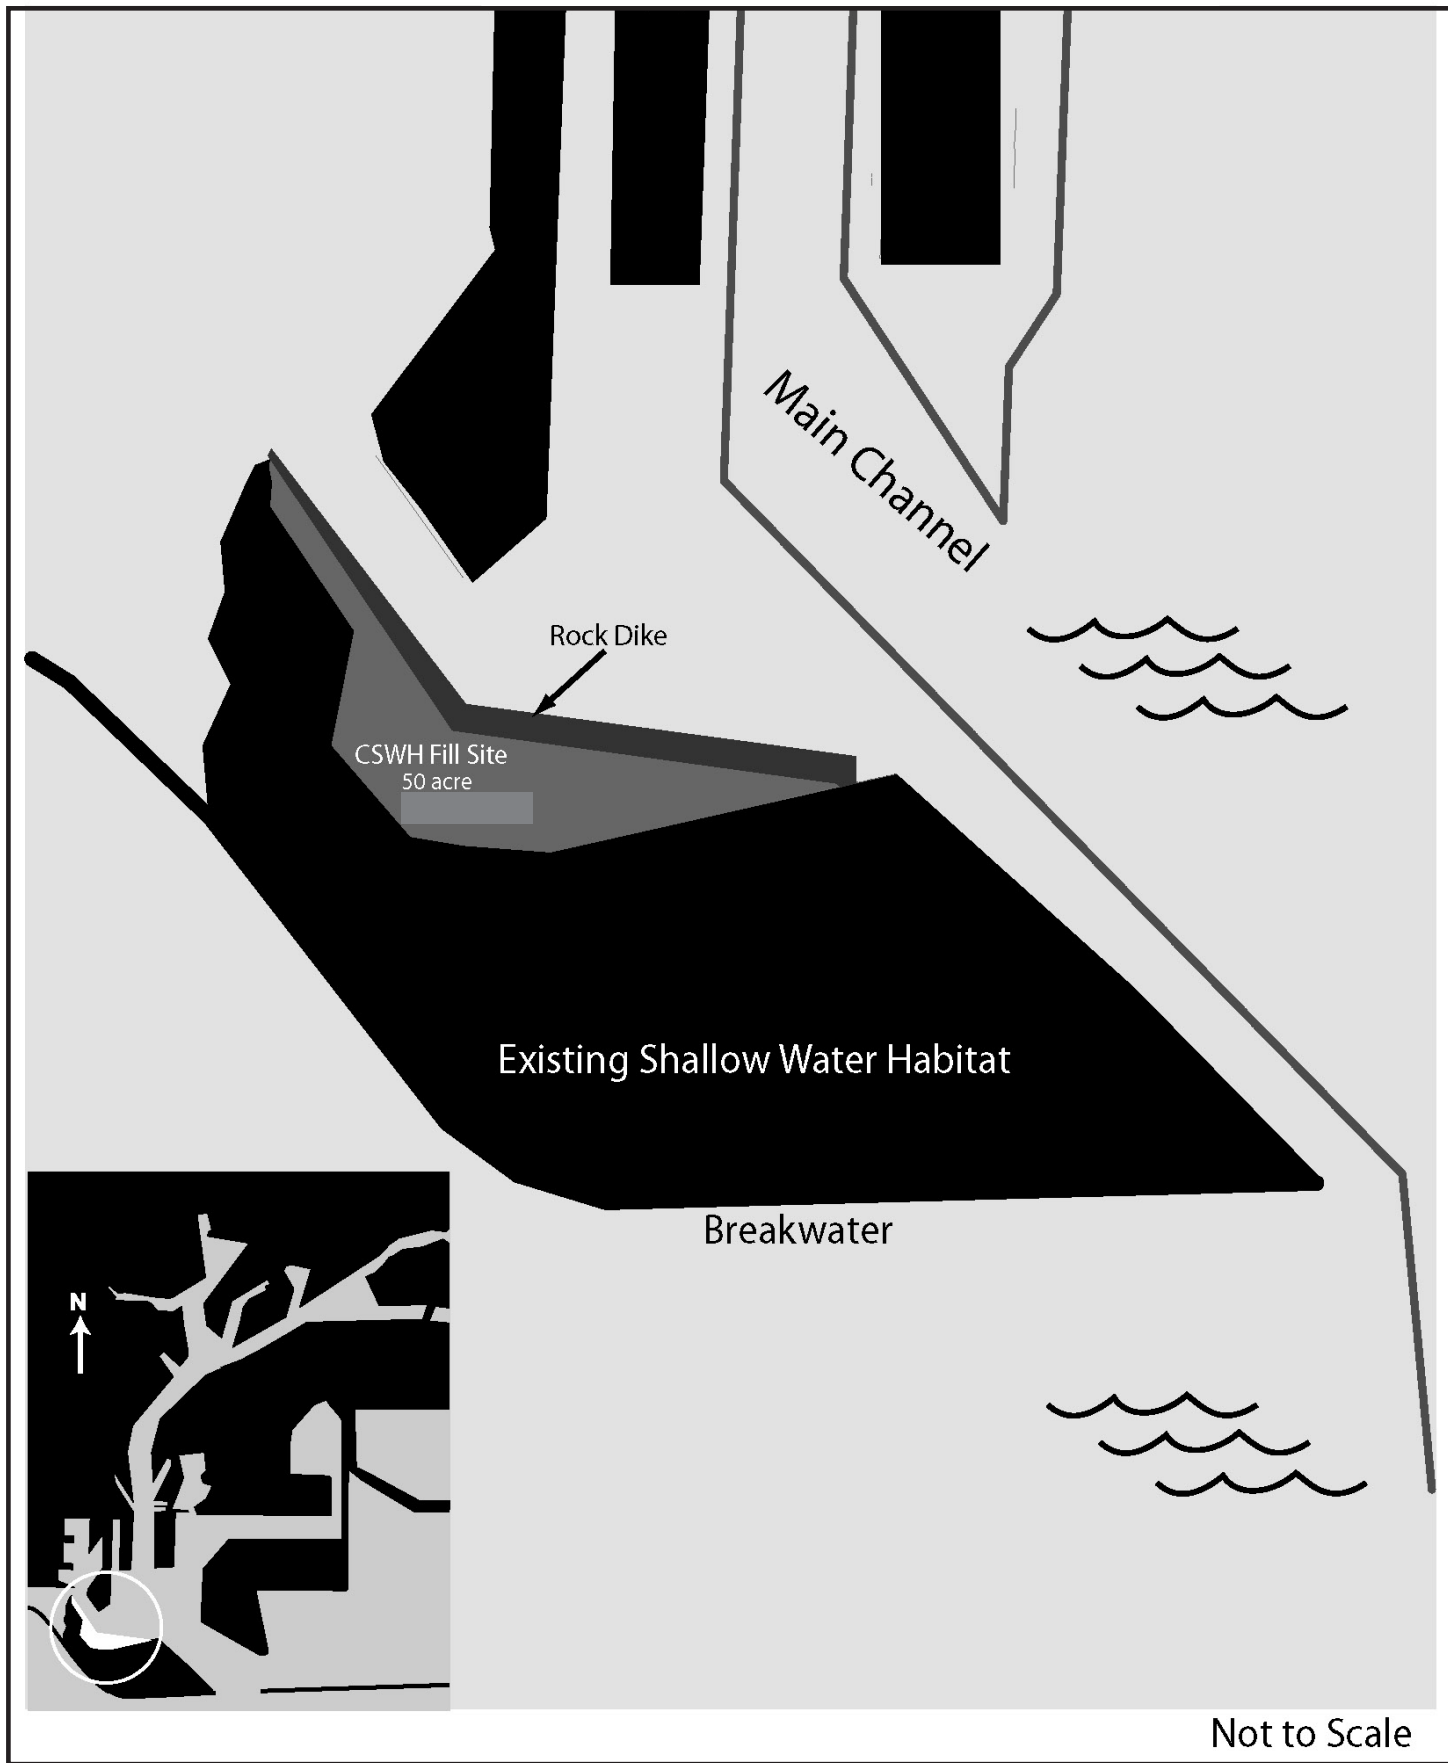 Main Channel
Rock Dike
CSWH Fill Site
50 acre
Existing Shallow Water Habitat
Breakwater
N
Not to Scale